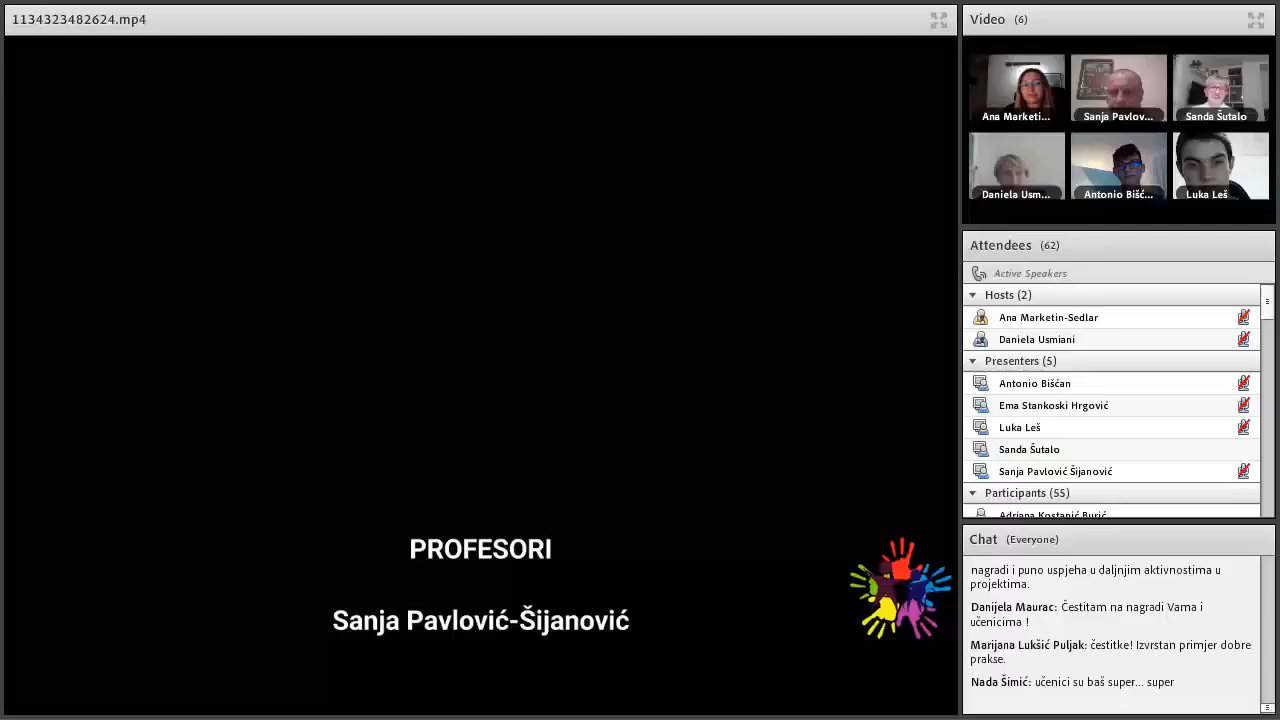 1134323482624.mp4
PROFESORI
Sanja Pavlović-Šijanović
Video (6)
Ana Marketi...
Sanja Pavlov...
Sanda Šutalo
Daniela Usm...
Antonio Bišć...
Luka Leš
Attendees (62)
Active Speakers
Hosts (2)
Ana Marketin-Sedlar
Daniela Usmiani
Presenters (5)
Antonio Bišćan
Ema Stankoski Hrgović
Luka Leš
Sanda Šutalo
Sanja Pavlović Šijanović
Participants (55)
Adriana Kostanić Burić
Chat (Everyone)
nagradi i puno uspjeha u daljnjim aktivnostima u
projektima.
Danijela Maurac: Čestitam na nagradi Vama i
učenicima !
Marijana Lukšić Puljak: čestitke! Izvrstan primjer dobre
prakse.
Nada Šimić: učenici su baš super... super